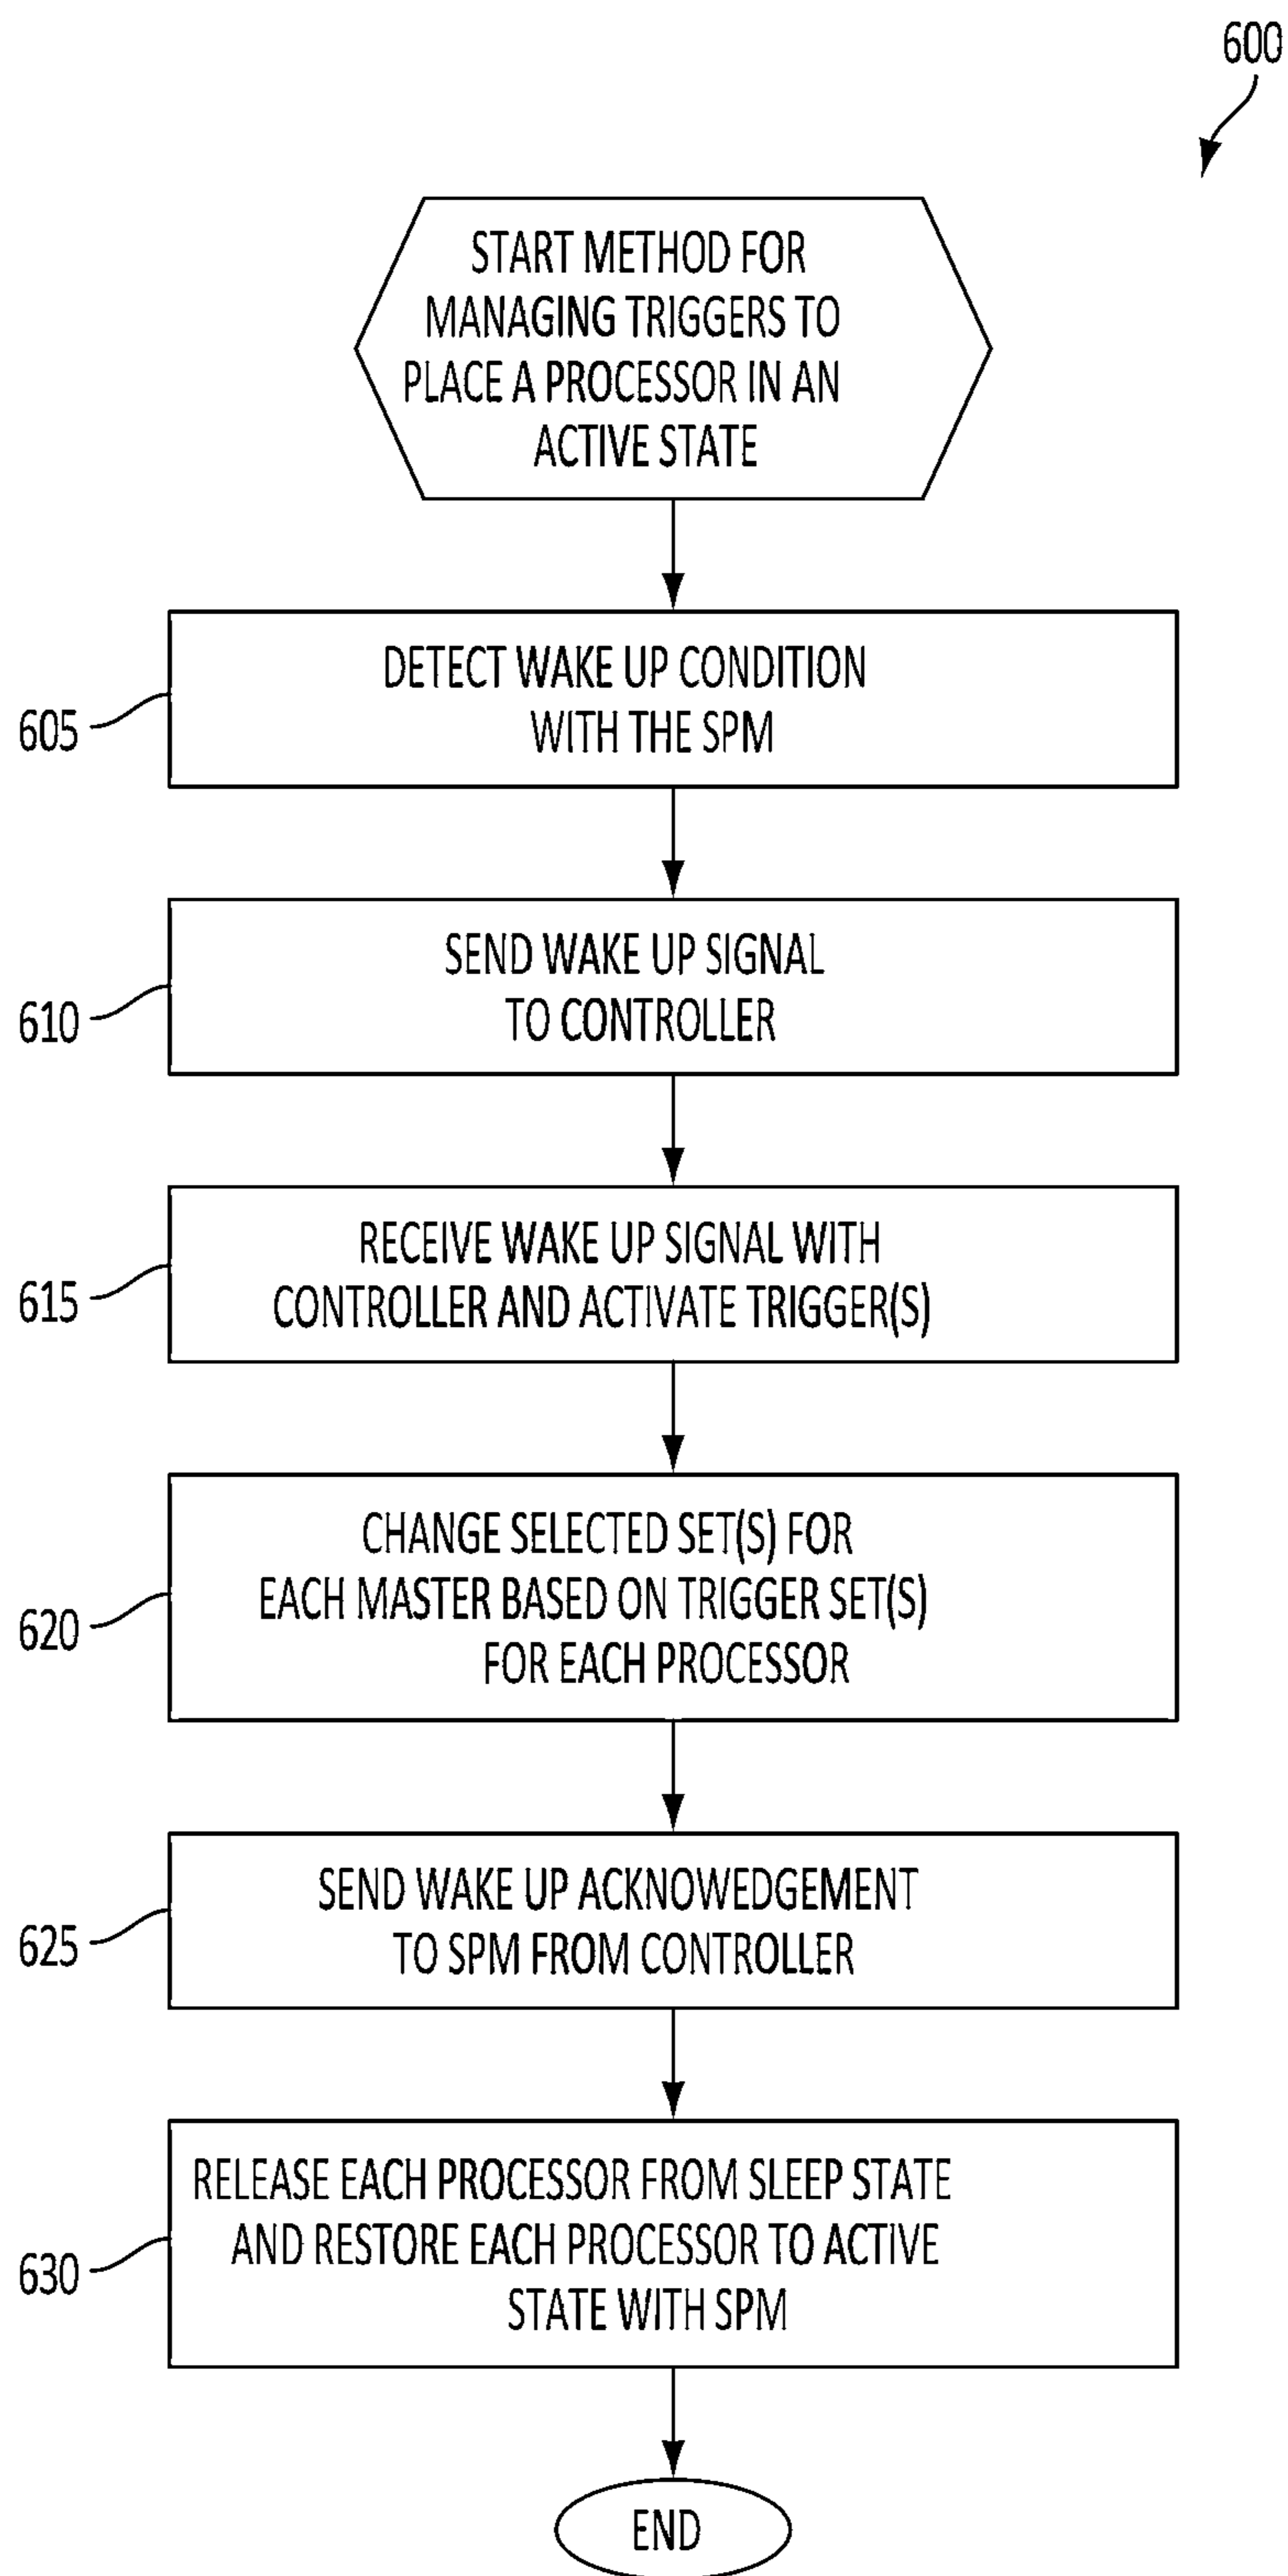 600
START METHOD FOR
MANAGING TRIGGERS TO
PLACE A PROCESSOR IN AN
ACTIVE STATE
DETECT WAKE UP CONDITION
WITH THE SPM
605
SEND WAKE UP SIGNAL
TO CONTROLLER
610
RECEIVE WAKE UP SIGNAL WITH
CONTROLLER AND ACTIVATE TRIGGER(S)
615
CHANGE SELECTED SET(S) FOR
EACH MASTER BASED ON TRIGGER SET(S)
FOR EACH PROCESSOR
620
SEND WAKE UP ACKNOWEDGEMENT
TO SPM FROM CONTROLLER
625
RELEASE EACH PROCESSOR FROM SLEEP STATE
AND RESTORE EACH PROCESSOR TO ACTIVE
STATE WITH SPM
630
END